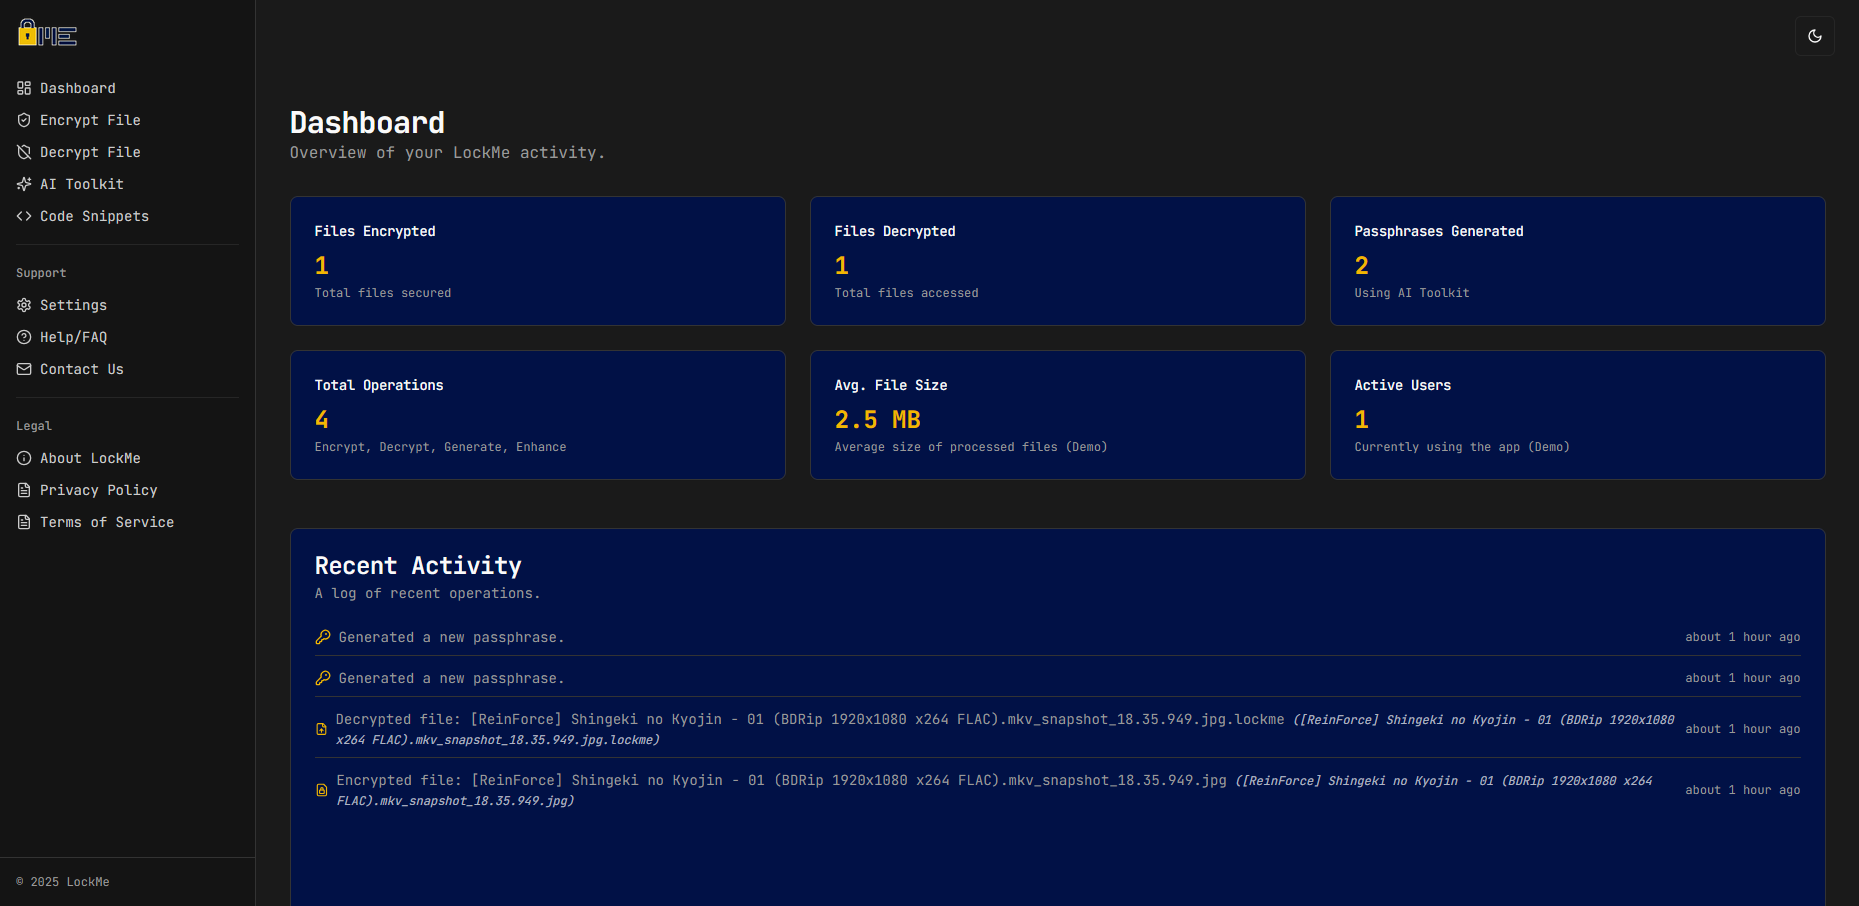 ME
Dashboard
Encrypt File
Decrypt File
AI Toolkit
Code Snippets
Support
Settings
Help/FAQ
Contact Us
Legal
About LockMe
Privacy Policy
Terms of Service
© 2025 LockMe
Dashboard
Overview of your LockMe activity.
Files Encrypted
1
Total files secured
Files Decrypted
1
Total files accessed
Passphrases Generated
2
Using AI Toolkit
Total Operations
4
Encrypt, Decrypt, Generate, Enhance
Avg. File Size
2.5 MB
Average size of processed files (Demo)
Active Users
1
Currently using the app (Demo)
Recent Activity
A log of recent operations.
Generated a new passphrase.
about 1 hour ago
Generated a new passphrase.
about 1 hour ago
Decrypted file: [ReinForce] Shingeki no Kyojin - 01 (BDRip 1920x1080 x264 FLAC).mkv_snapshot_18.35.949.jpg.lockme ([ReinForce] Shingeki no Kyojin - 01 (BDRip 1920x1080
x264 FLAC).mkv_snapshot_18.35.949.jpg.lockme)
about 1 hour ago
Encrypted file: [ReinForce] Shingeki no Kyojin - 01 (BDRip 1920x1080 x264 FLAC).mkv_snapshot_18.35.949.jpg ([ReinForce] Shingeki no Kyojin - 01 (BDRip 1920x1080 x264
FLAC).mkv_snapshot_18.35.949.jpg)
about 1 hour ago